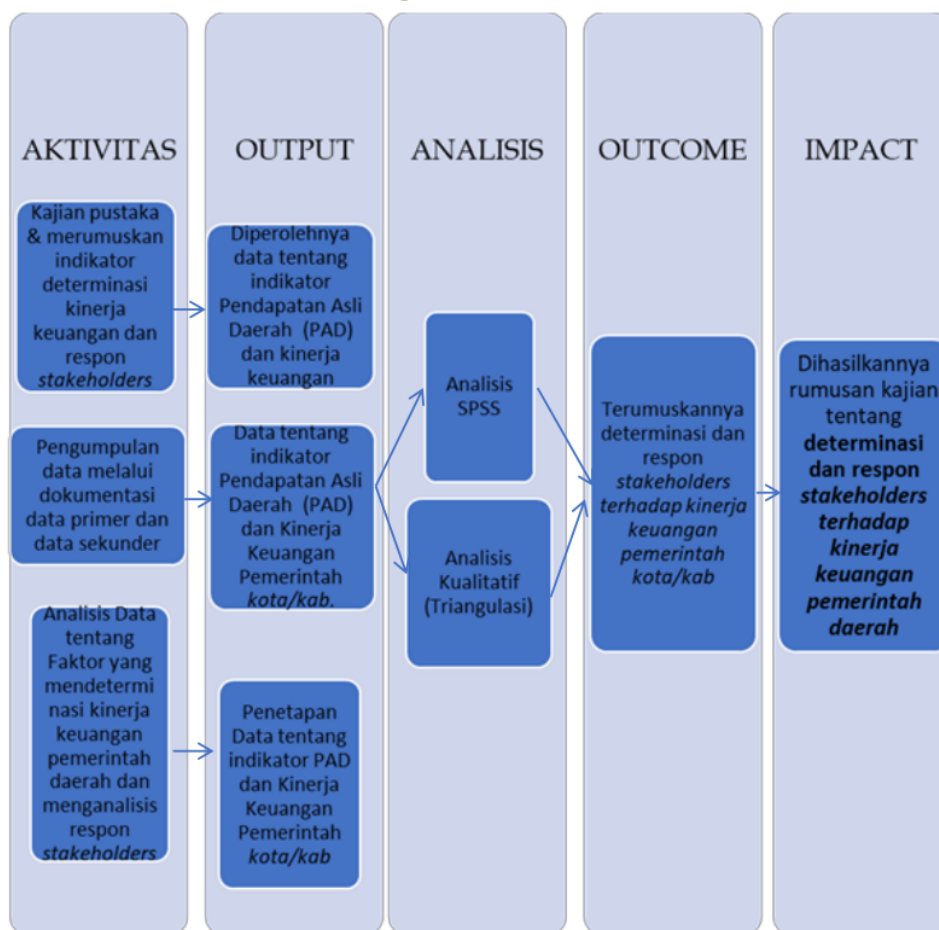 AKTIVITAS
OUTPUT
ANALISIS
OUTCOME
IMPACT
Kajian pustaka
& merumuskan
indikator
determinasi
kinerja
keuangan dan
respon
stakeholders
Pengumpulan
data melalui
dokumentasi
data primer dan
data sekunder
Analisis Data
tentang
Faktor yang
mendetermi
nasi kinerja
keuangan
pemerintah
daerah dan
menganalisis
respon
stakeholders
Diperolehnya
data tentang
indikator
Pendapatan Asli
Daerah (PAD)
dan kinerja
keuangan
Data tentang
indikator
Pendapatan Asli
Daerah (PAD)
dan Kinerja
Keuangan
Pemerintah
kota/kab.
Penetapan
Data tentang
indikator PAD
dan Kinerja
Keuangan
Pemerintah
kota/kab
Analisis
SPSS
Analisis
Kualitatif
(Triangulasi)
Terumuskannya
determinasi dan
respon
stakeholders
terhadap kinerja
keuangan
pemerintah
kota/kab
Dihasilkannya
rumusan kajian
tentang
determinasi
dan respon
stakeholders
terhadap
kinerja
keuangan
pemerintah
daerah